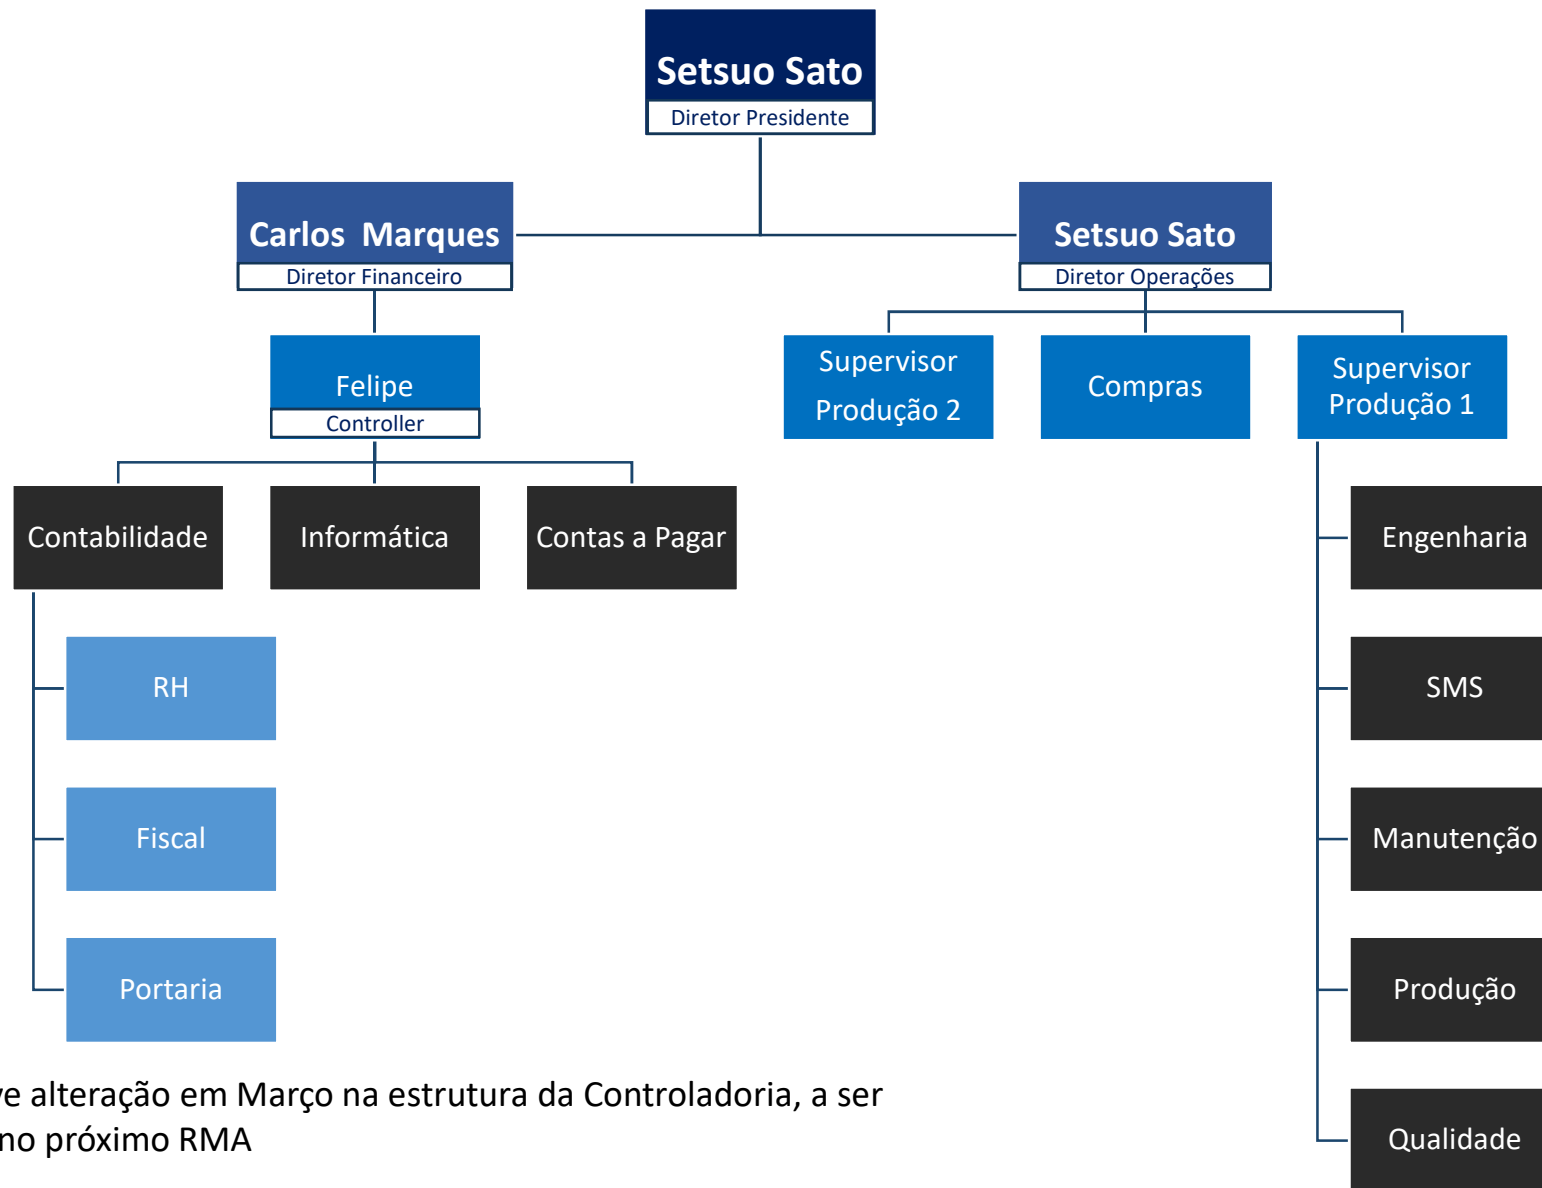 Setsuo Sato
Diretor Presidente
Carlos Marques
Diretor Financeiro
Setsuo Sato
Diretor Operações
Felipe
Controller
Supervisor
Produção 2
Compras
Supervisor
Produção 1
Contabilidade
Informática
Contas a Pagar
Engenharia
RH
SMS
Fiscal
Manutenção
Portaria
Produção
alteração em Março na estrutura da Controladoria, a ser
no próximo RMA
Qualidade